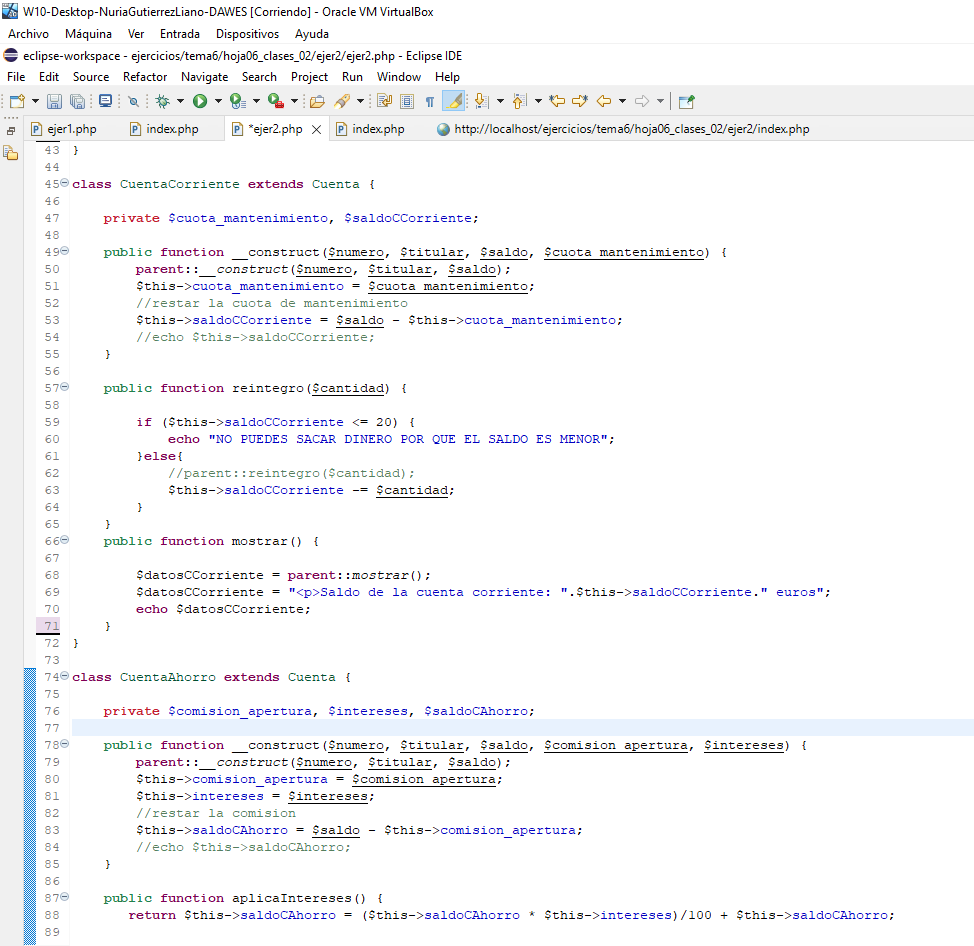 W10-Desktop-NuriaGutierrezLiano-DAWES [Corriendo] - Oracle VM VirtualBox
Archivo Máquina Ver Entrada Dispositivos Ayuda
eclipse-workspace - ejercicios/tema6/hoja06_clases_02/ejer2/ejer2.php - Eclipse IDE
File Edit Source Refactor Navigate Search Project Run Window Help
ejer1.php index.php *ejer2.php index.php http://localhost/ejercicios/tema6/hoja06_clases_02/ejer2/index.php
43 }
44
45 class CuentaCorriente extends Cuenta {
46
47 private $cuota_mantenimiento, $saldoCCorriente;
48
49 public function __construct($numero, $titular, $saldo, $cuota_mantenimiento) {
50 parent::__construct($numero, $titular, $saldo);
51 $this->cuota_mantenimiento = $cuota_mantenimiento;
52 //restar la cuota de mantenimiento
53 $this->saldoCCorriente = $saldo - $this->cuota_mantenimiento;
54 //echo $this->saldoCCorriente;
55 }
56
57 public function reintegro($cantidad) {
58
59 if ($this->saldoCCorriente <= 20) {
60 echo "NO PUEDES SACAR DINERO POR QUE EL SALDO ES MENOR";
61 }else{
62 //parent::reintegro($cantidad);
63 $this->saldoCCorriente -= $cantidad;
64 }
65 }
66 public function mostrar() {
67
68 $datosCCorriente = parent::mostrar();
69 $datosCCorriente = "<p>Saldo de la cuenta corriente: ".$this->saldoCCorriente." euros";
70 echo $datosCCorriente;
71 }
72 }
73
74 class CuentaAhorro extends Cuenta {
75
76 private $comision_apertura, $intereses, $saldoCAhorro;
77
78 public function __construct($numero, $titular, $saldo, $comision_apertura, $intereses) {
79 parent::__construct($numero, $titular, $saldo);
80 $this->comision_apertura = $comision_apertura;
81 $this->intereses = $intereses;
82 //restar la comision
83 $this->saldoCAhorro = $saldo - $this->comision_apertura;
84 //echo $this->saldoCAhorro;
85 }
86
87 public function aplicaIntereses() {
88 return $this->saldoCAhorro = ($this->saldoCAhorro * $this->intereses)/100 + $this->saldoCAhorro;
89